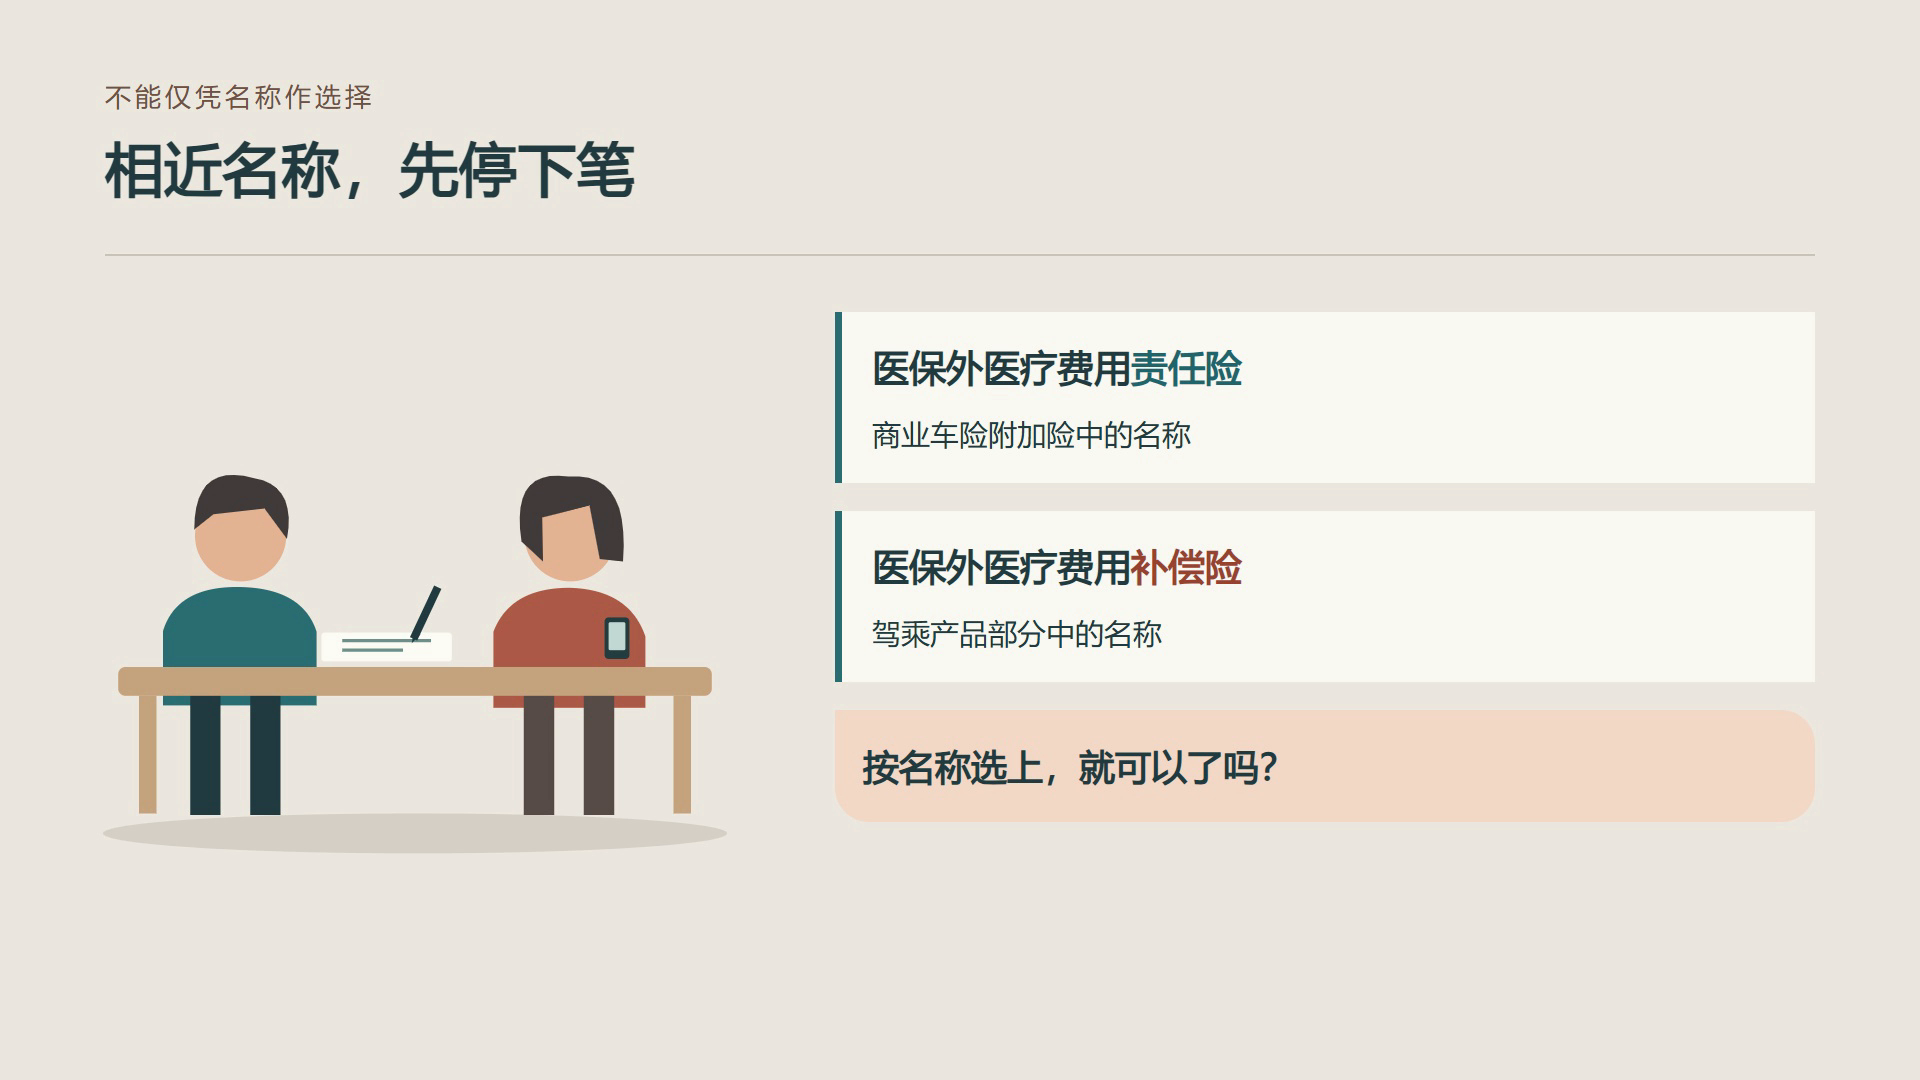 不能仅凭名称作选择
相近名称，先停下笔
医保外医疗费用责任险
商业车险附加险中的名称
医保外医疗费用补偿险
驾乘产品部分中的名称
按名称选上，就可以了吗？